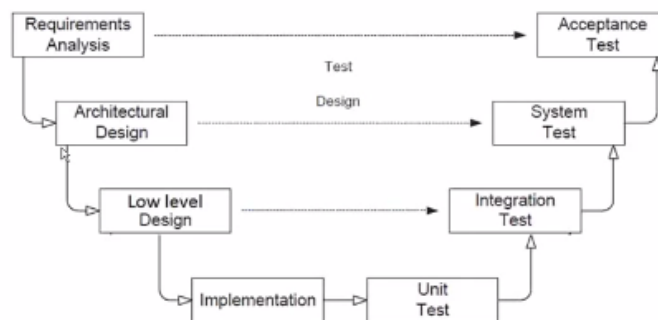 Requirements
Analysis
Acceptance
Test
Test
Design
Architectural
Design
System
Test
Low level
Design
Integration
Test
Implementation
Unit
Test